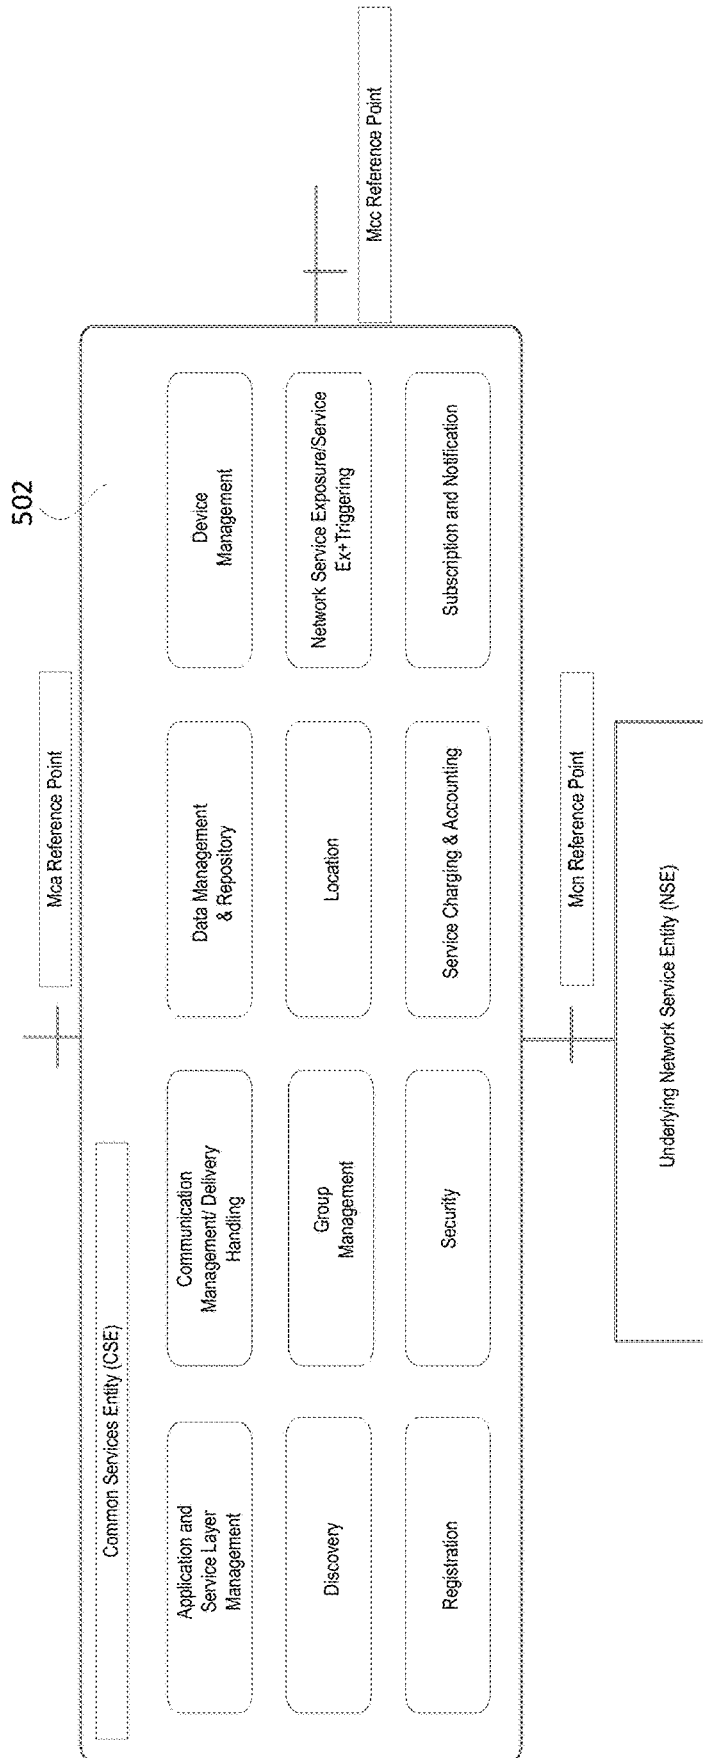 502
Mca Reference Point
Common Services Entity (CSE)
Application and
Service Layer
Management
Communication
Management/ Delivery
Handling
Data Management
& Repository
Device
Management
Discovery
Group
Management
Location
Network Service Exposure/Service
Ex+Triggering
Registration
Security
Service Charging & Accounting
Subscription and Notification
Mcc Reference Point
Mcn Reference Point
Underlying Network Service Entity (NSE)